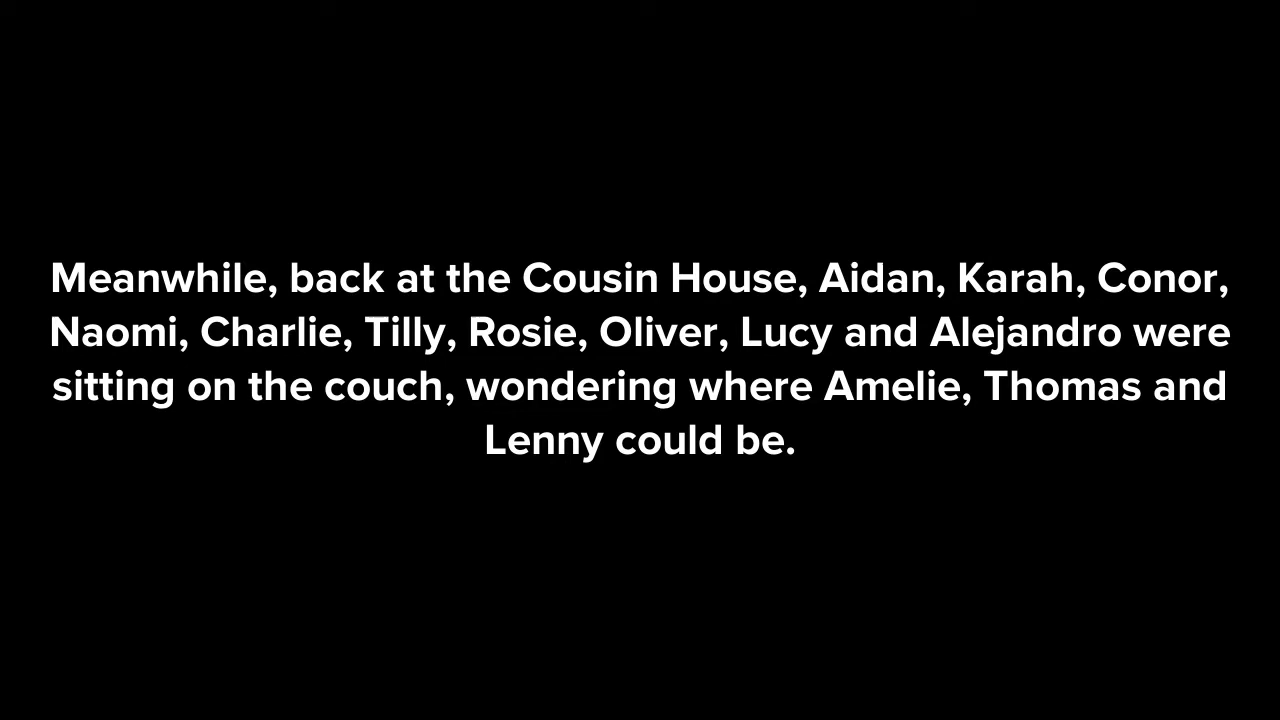 Meanwhile, back at the Cousin House, Aidan, Karah, Conor,
Naomi, Charlie, Tilly, Rosie, Oliver, Lucy and Alejandro were
sitting on the couch, wondering where Amelie, Thomas and
Lenny could be.